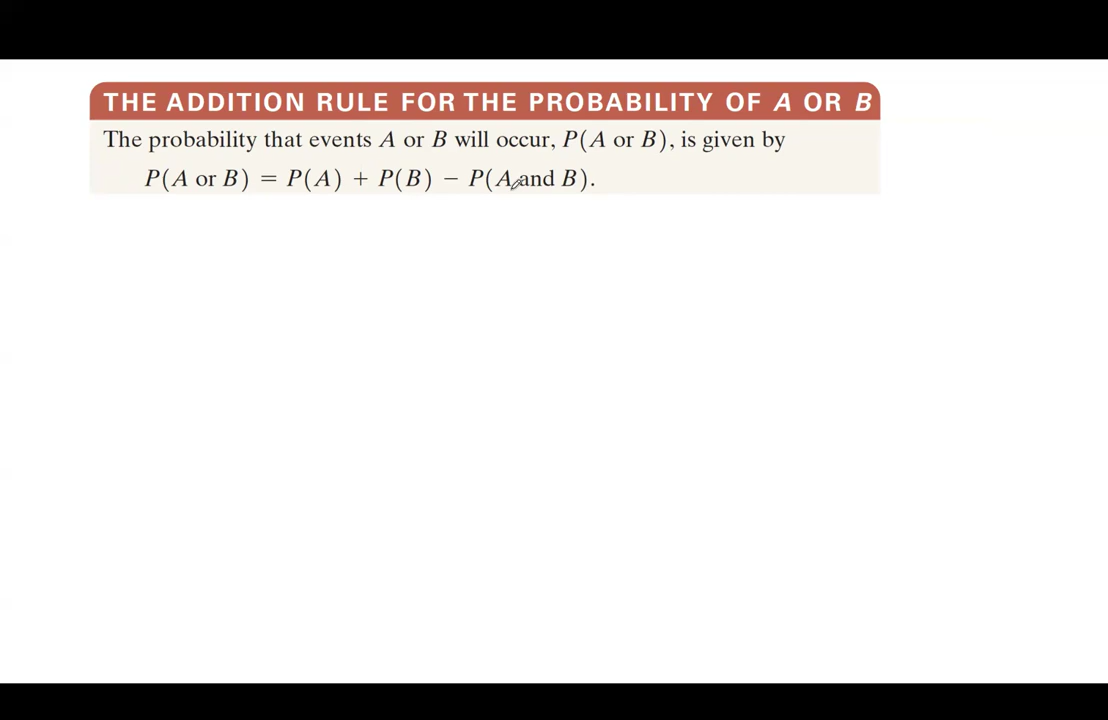 THE ADDITION RULE FOR THE PROBABILITY OF A OR B
The probability that events A or B will occur, P(A or B), is given by
P(A or B) = P(A) + P(B) − P(A and B).